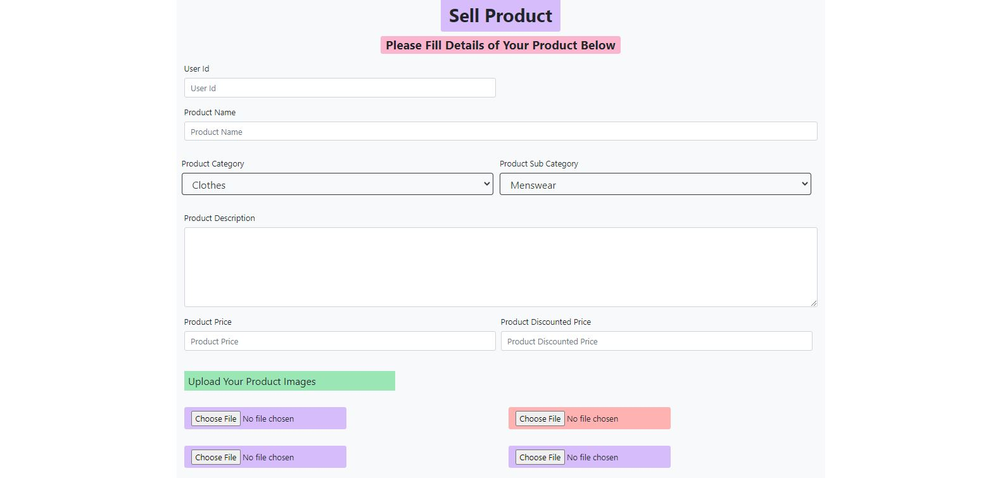 Sell Product
Please Fill Details of Your Product Below
User Id
User Id
Product Name
Product Name
Product Category Product Sub Category
Clothes Menswear
Product Description
Product Price Product Discounted Price
Product Price Product Discounted Price
Upload Your Product Images
Choose File No file chosen Choose File No file chosen
Choose File No file chosen Choose File No file chosen